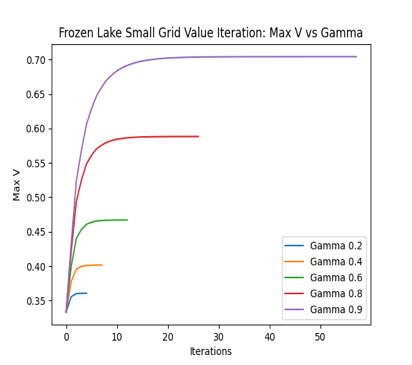 Frozen Lake Small Grid Value Iteration: Max V vs Gamma
0.70
0.65
0.60
0.55
0.50
0.45
0.40
0.35
Max V
Gamma 0.2
Gamma 0.4
Gamma 0.6
Gamma 0.8
Gamma 0.9
0 10 20 30 40 50
Iterations